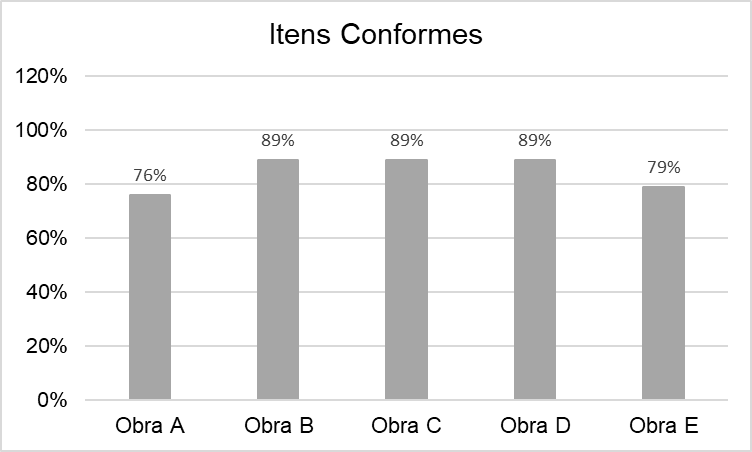 Itens Conformes
120%
100%
80%
60%
40%
20%
0%
76%
89%
89%
89%
79%
Obra A
Obra B
Obra C
Obra D
Obra E